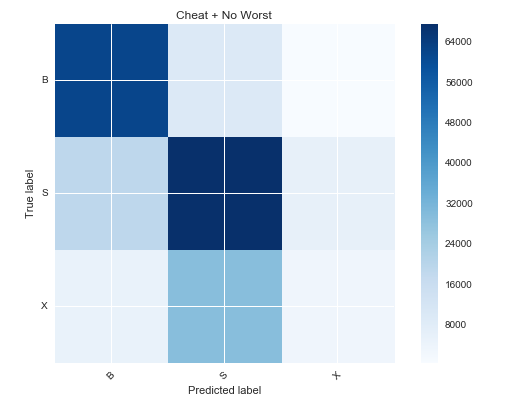 Cheat + No Worst
B
S
X
True label
B
S
X
Predicted label
64000
56000
48000
40000
32000
24000
16000
8000